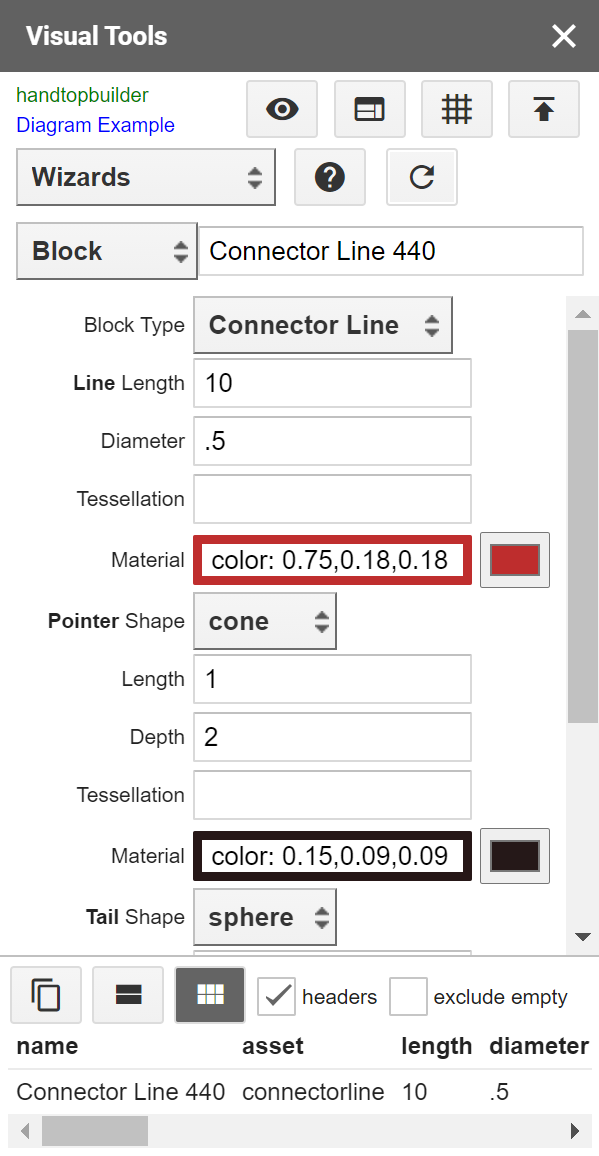 Visual Tools
handtopbuilder
Diagram Example
Wizards
Block Connector Line 440
Block Type Connector Line
Line Length 10
Diameter .5
Tessellation
Material color: 0.75,0.18,0.18
Pointer Shape cone
Length 1
Depth 2
Tessellation
Material color: 0.15,0.09,0.09
Tail Shape sphere
headers exclude empty
name asset length diameter
Connector Line 440 connectorline 10 .5